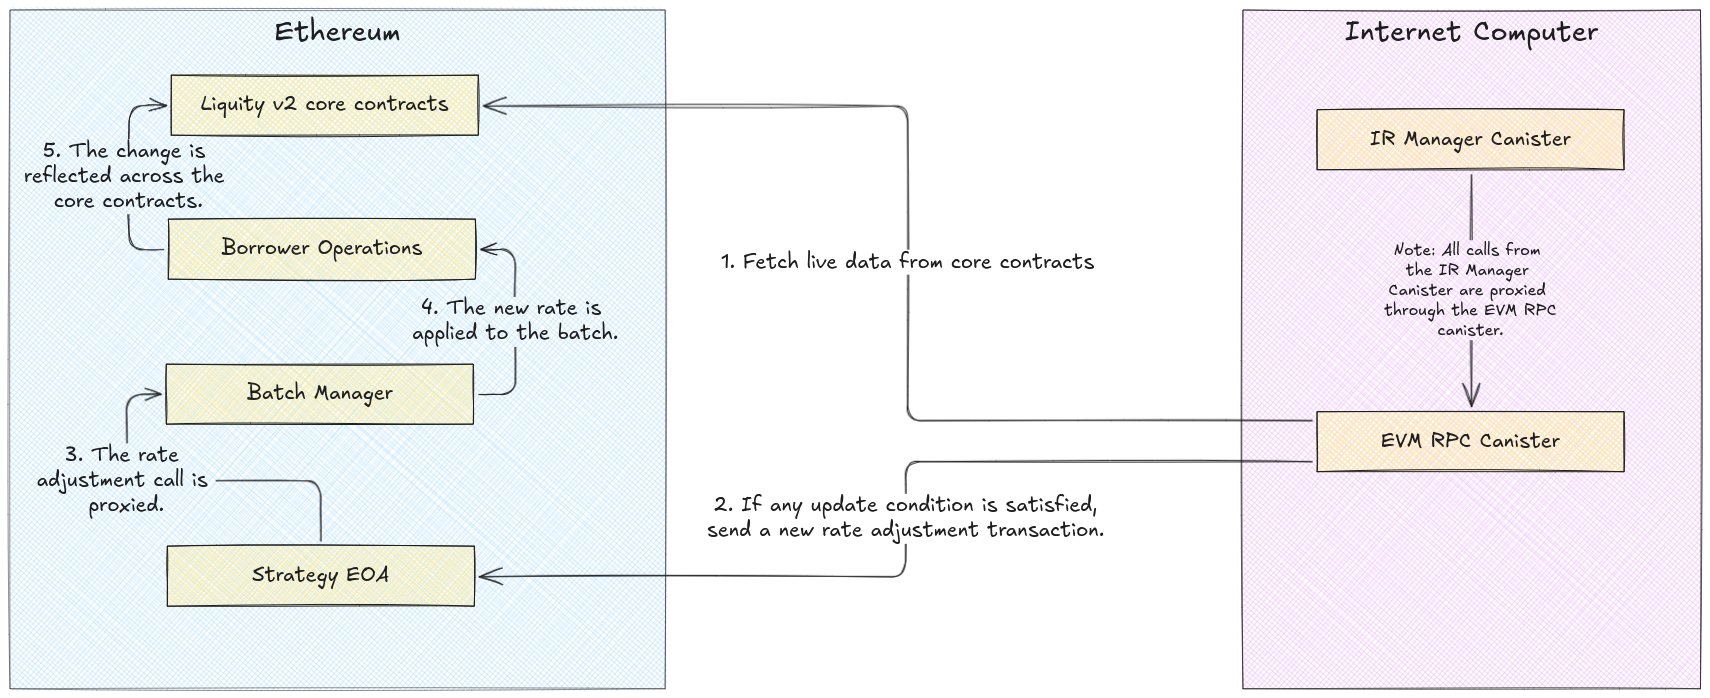 Ethereum
Liquity v2 core contracts
5. The change is
reflected across the
core contracts.
Borrower Operations
4. The new rate is
applied to the batch.
Batch Manager
3. The rate
adjustment call is
proxied.
Strategy EOA
1. Fetch live data from core contracts
2. If any update condition is satisfied,
send a new rate adjustment transaction.
Internet Computer
IR Manager Canister
Note: All calls from
the IR Manager
Canister are proxied
through the EVM RPC
canister.
EVM RPC Canister